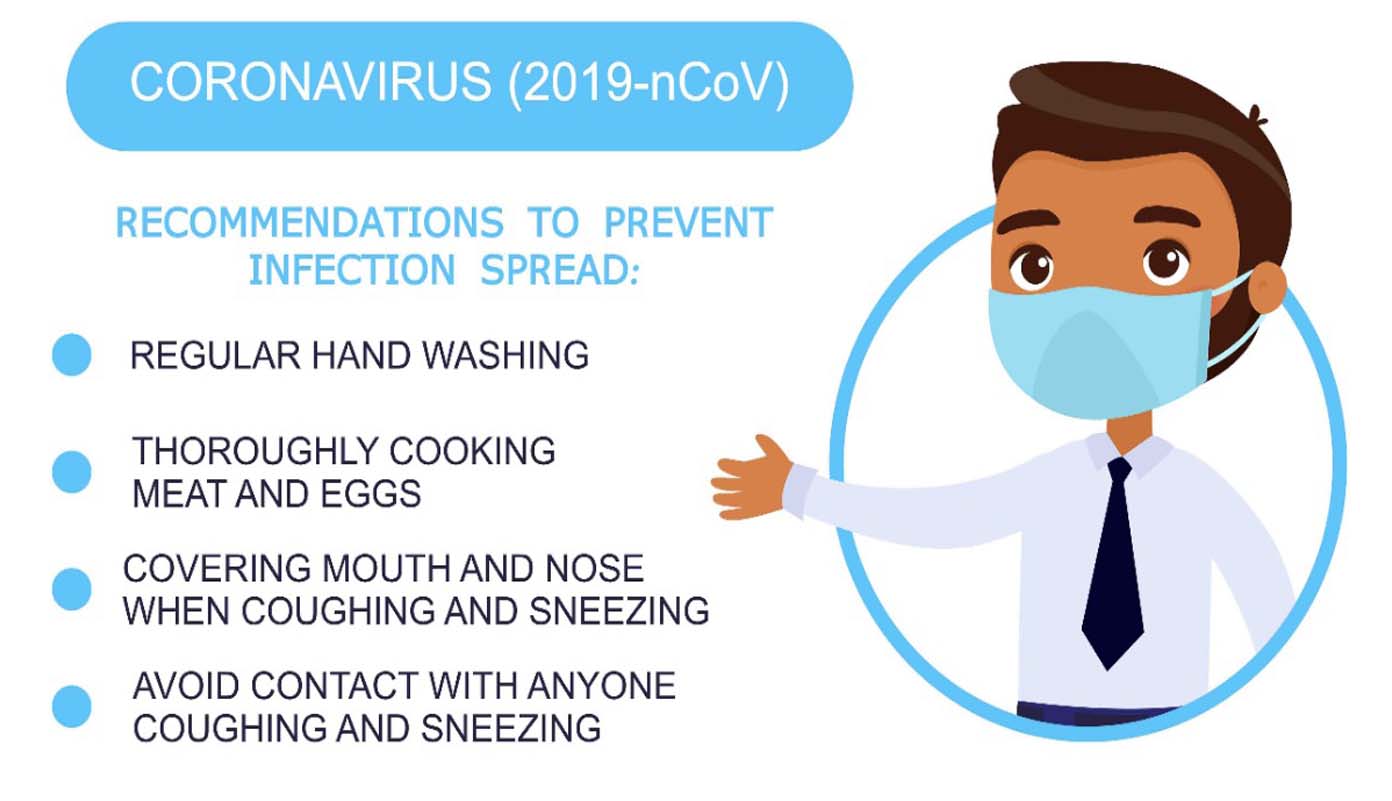 CORONAVIRUS (2019-nCoV)
RECOMMENDATIONS TO PREVENT
INFECTION SPREAD:
REGULAR HAND WASHING
THOROUGHLY COOKING
MEAT AND EGGS
COVERING MOUTH AND NOSE
WHEN COUGHING AND SNEEZING
AVOID CONTACT WITH ANYONE
COUGHING AND SNEEZING